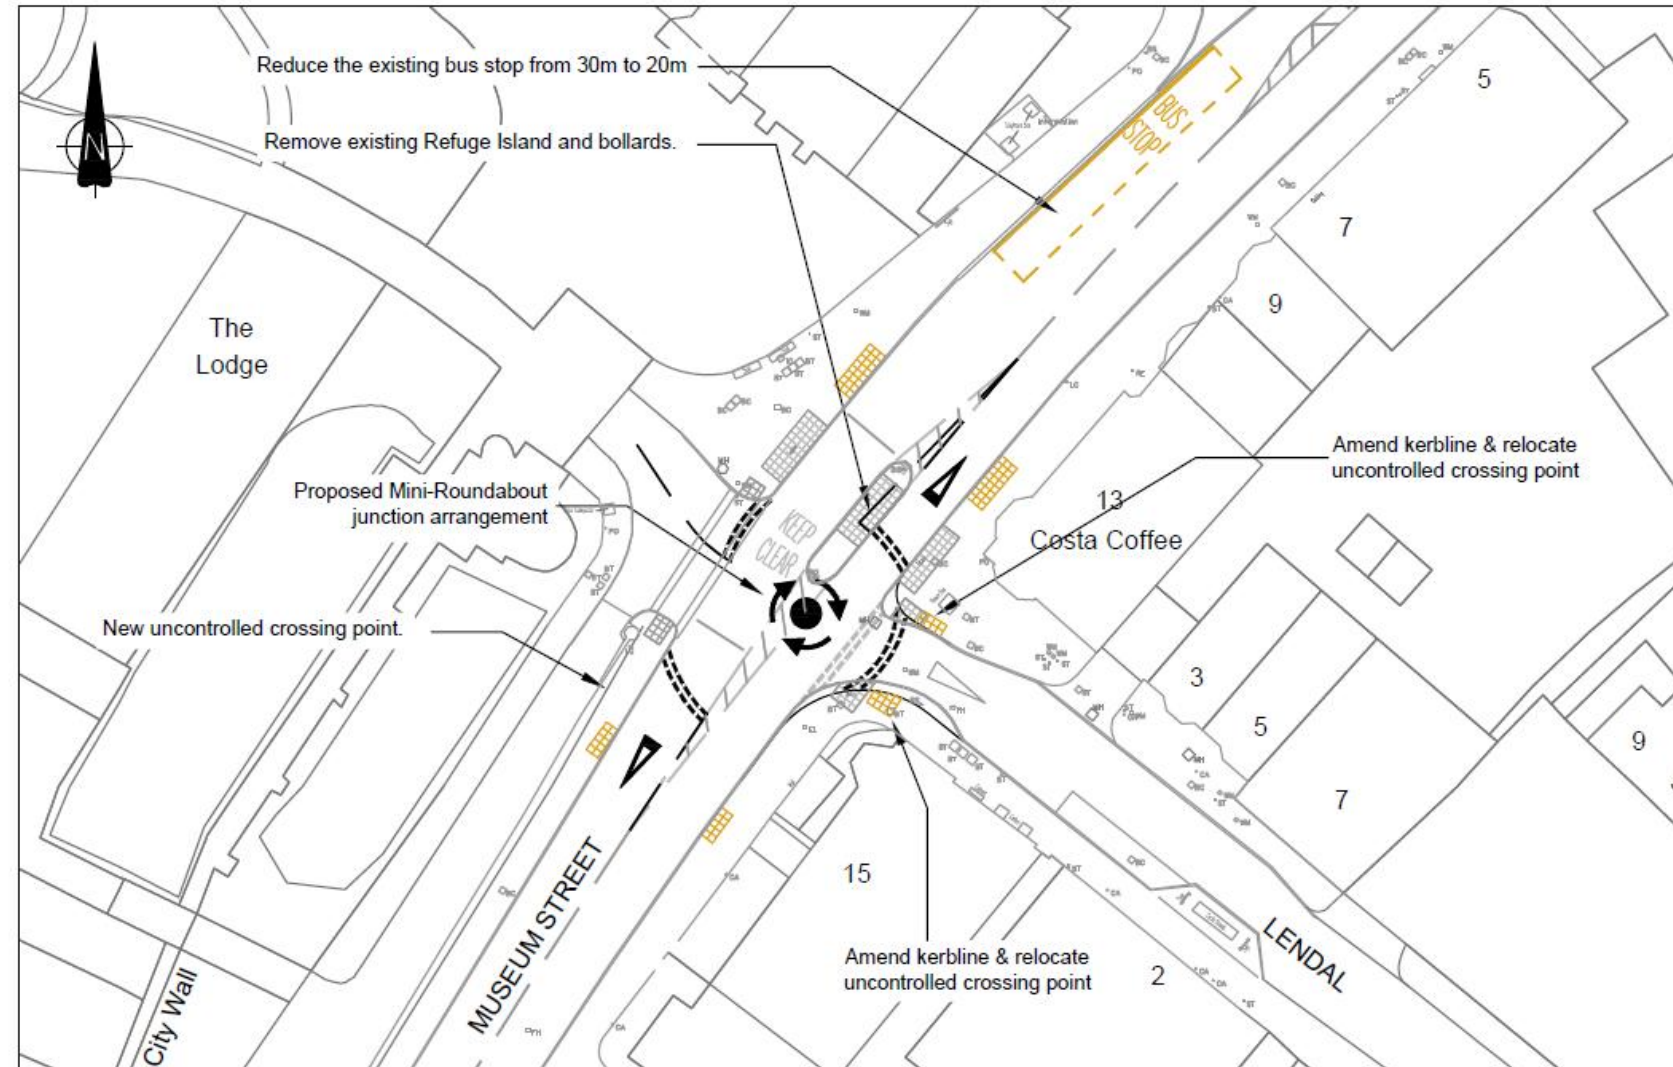 Reduce the existing bus stop from 30m to 20m
Remove existing Refuge Island and bollards.
N
BUS
STOP
5
7
9
The
Lodge
Amend kerbline & relocate
uncontrolled crossing point
Proposed Mini-Roundabout
junction arrangement
KEEP
CLEAR
13
Costa Coffee
New uncontrolled crossing point.
3
5
9
7
15
MUSEUM STREET
LENDAL
Amend kerbline & relocate
uncontrolled crossing point
2
City Wall